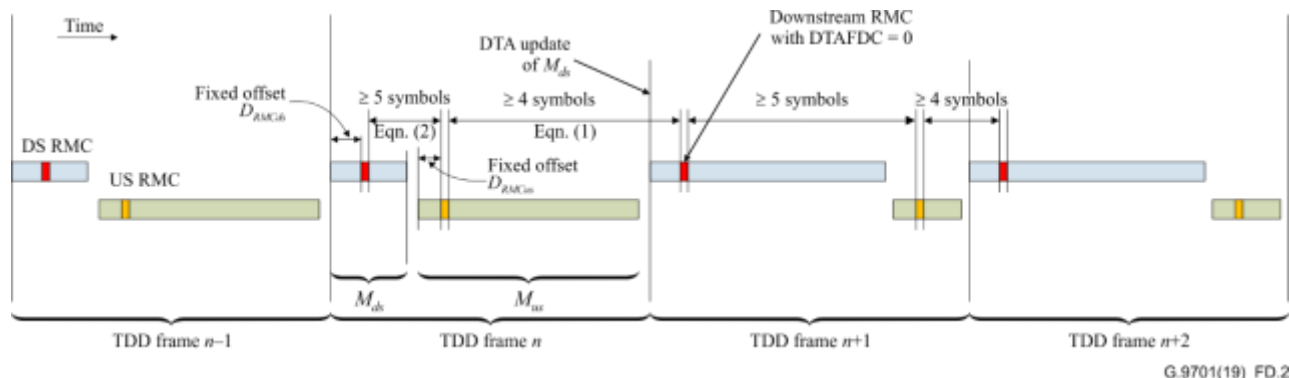 Time
Downstream RMC
with DTAFDC = 0
DTA update
of M_ds
Fixed offset
D_RMCds
≥ 5 symbols
≥ 4 symbols
≥ 5 symbols
≥ 4 symbols
Eqn. (2)
Eqn. (1)
DS RMC
US RMC
Fixed offset
D_RMCus
M_ds
M_us
TDD frame n–1
TDD frame n
TDD frame n+1
TDD frame n+2
G.9701(19)_FD.2